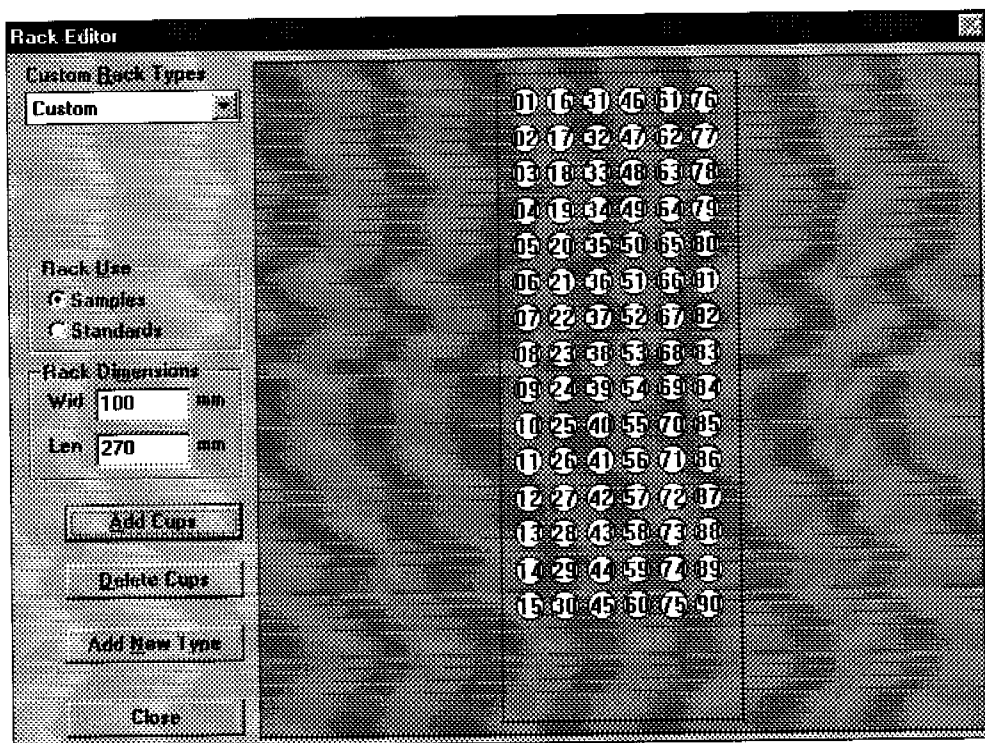 Rack Editor
Custom Rack Types
Custom
Rack Use
Samples
Standards
Rack Dimensions
Wid 100 mm
Len 270 mm
Add Cups
Delete Cups
Add New Type
Close
01 16 31 46 61 76
02 17 32 47 62 77
03 18 33 48 63 78
04 19 34 49 64 79
05 20 35 50 65 80
06 21 36 51 66 81
07 22 37 52 67 82
08 23 38 53 68 83
09 24 39 54 69 84
10 25 40 55 70 85
11 26 41 56 71 86
12 27 42 57 72 87
13 28 43 58 73 88
14 29 44 59 74 89
15 30 45 60 75 90